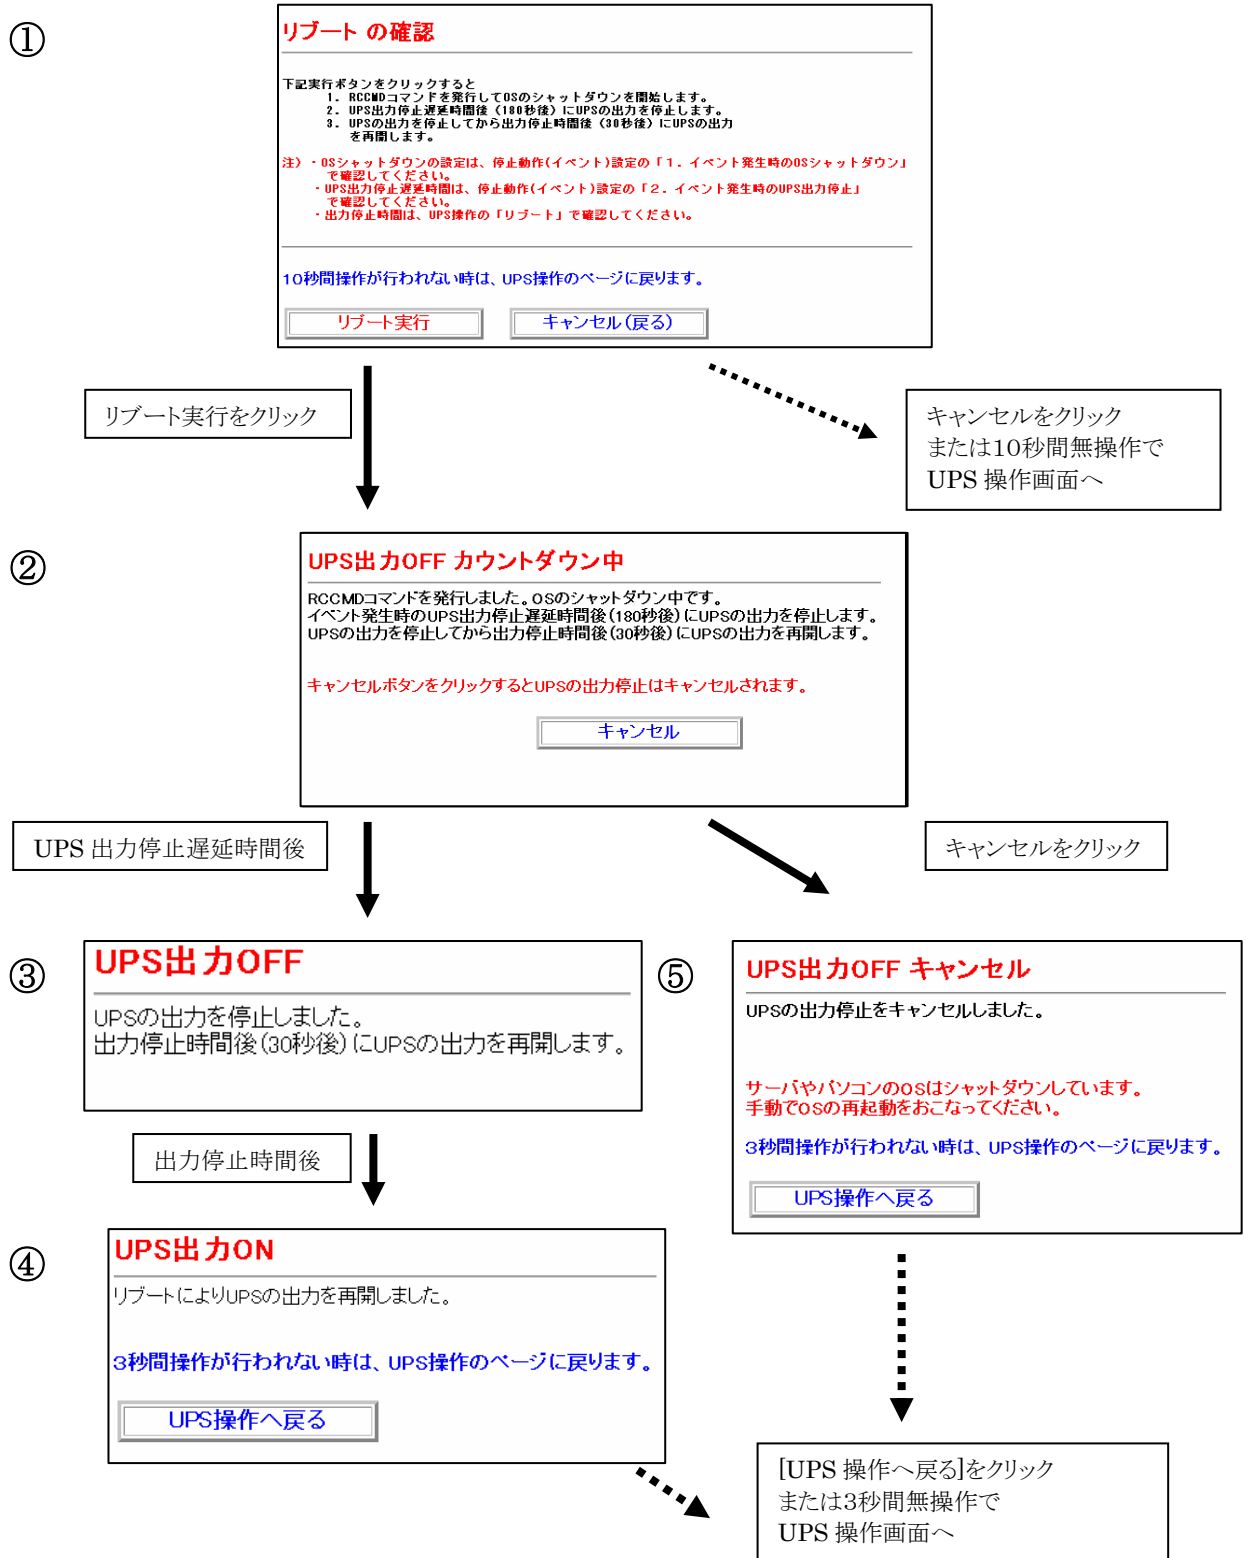 ①
リブート の確認
下記実行ボタンをクリックすると
1. RCCMDコマンドを発行してOSのシャットダウンを開始します。
2. UPS出力停止遅延時間後（180秒後）にUPSの出力を停止します。
3. UPSの出力を停止してから出力停止時間後（30秒後）にUPSの出力
を再開します。
注）・OSシャットダウンの設定は、停止動作(イベント)設定の「１．イベント発生時のOSシャットダウン」
で確認してください。
・UPS出力停止遅延時間は、停止動作(イベント)設定の「２．イベント発生時のUPS出力停止」
で確認してください。
・出力停止時間は、UPS操作の「リブート」で確認してください。
10秒間操作が行われない時は、UPS操作のページに戻ります。
リブート実行
キャンセル(戻る)
リブート実行をクリック
キャンセルをクリック
または10秒間無操作で
UPS 操作画面へ
②
UPS出力OFF カウントダウン中
RCCMDコマンドを発行しました。OSのシャットダウン中です。
イベント発生時のUPS出力停止遅延時間後(180秒後)にUPSの出力を停止します。
UPSの出力を停止してから出力停止時間後(30秒後)にUPSの出力を再開します。
キャンセルボタンをクリックするとUPSの出力停止はキャンセルされます。
キャンセル
UPS 出力停止遅延時間後
キャンセルをクリック
③
UPS出力OFF
UPSの出力を停止しました。
出力停止時間後(30秒後)にUPSの出力を再開します。
⑤
UPS出力OFF キャンセル
UPSの出力停止をキャンセルしました。
サーバやパソコンのOSはシャットダウンしています。
手動でOSの再起動をおこなってください。
3秒間操作が行われない時は、UPS操作のページに戻ります。
UPS操作へ戻る
出力停止時間後
④
UPS出力ON
リブートによりUPSの出力を再開しました。
3秒間操作が行われない時は、UPS操作のページに戻ります。
UPS操作へ戻る
[UPS 操作へ戻る]をクリック
または3秒間無操作で
UPS 操作画面へ